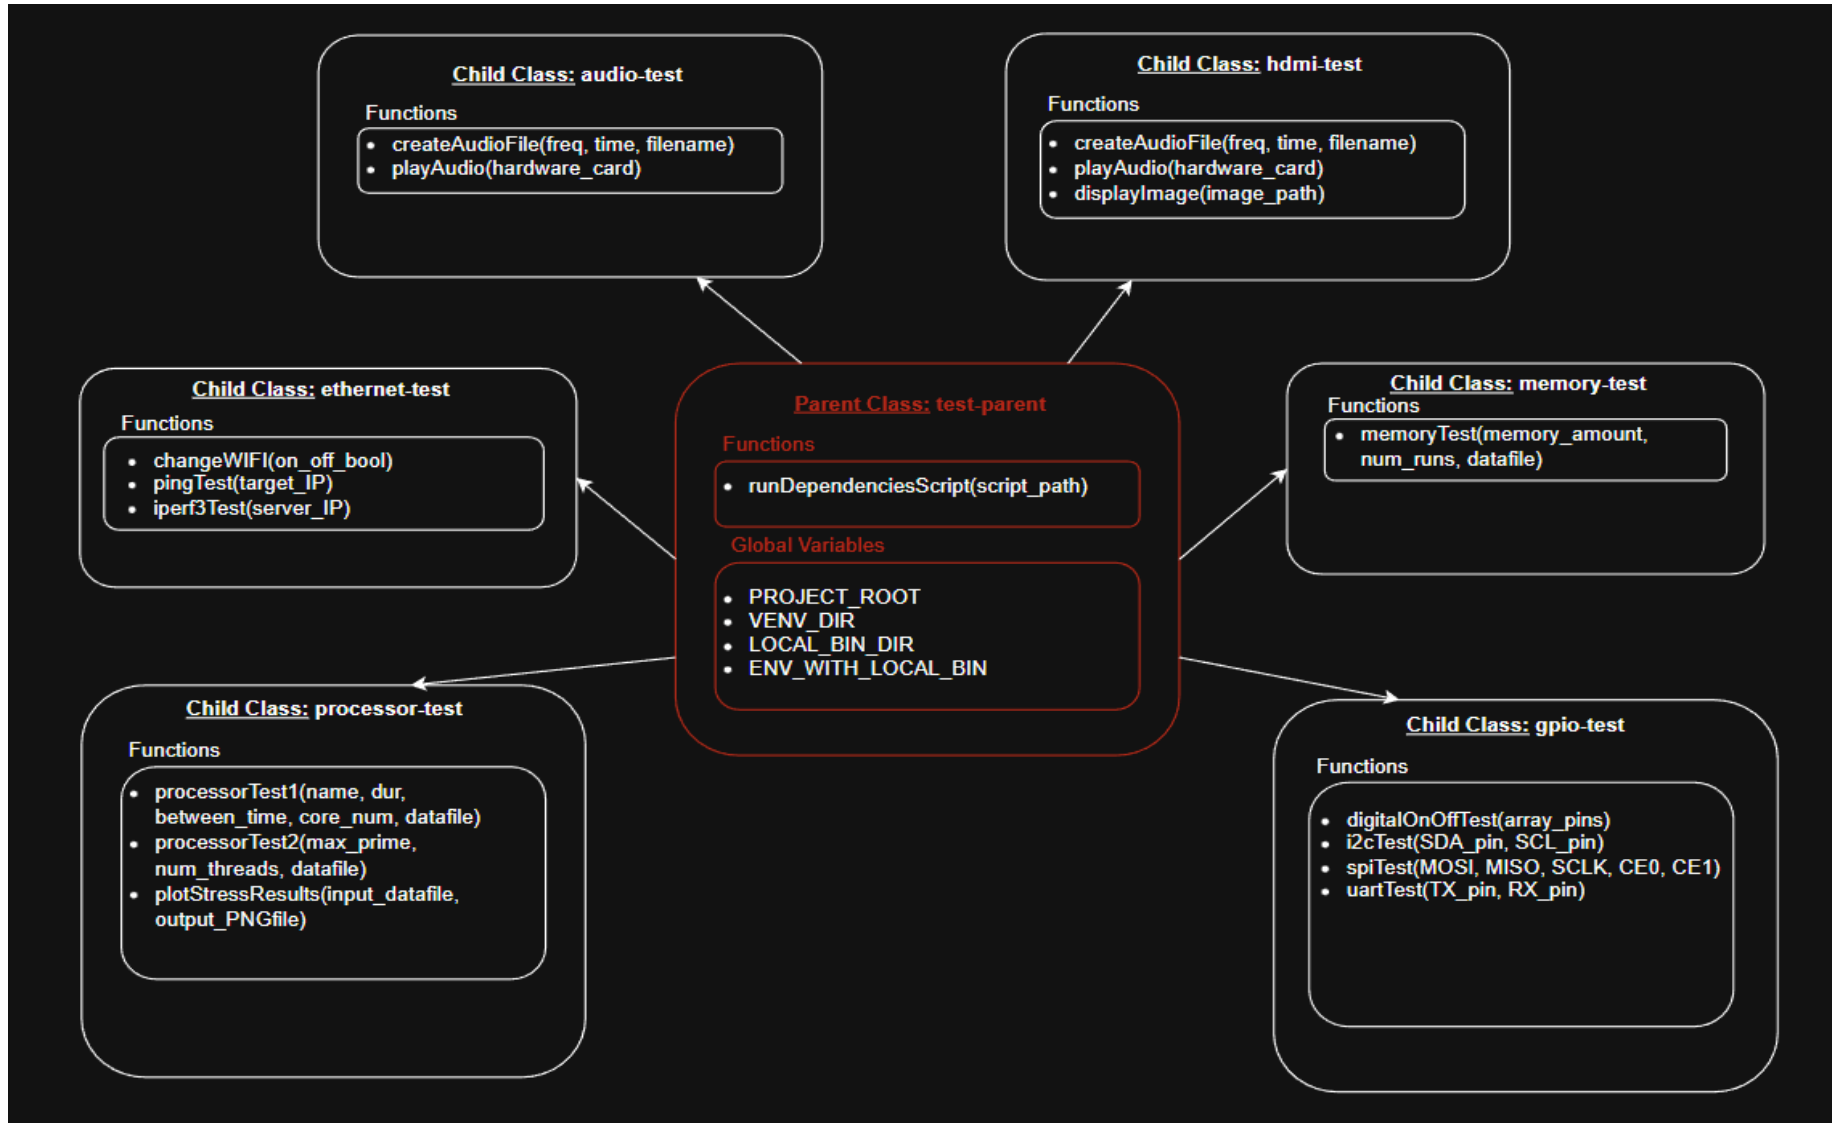 Child Class: audio-test
Functions
• createAudioFile(freq, time, filename)
• playAudio(hardware_card)
Child Class: hdmi-test
Functions
• createAudioFile(freq, time, filename)
• playAudio(hardware_card)
• displayImage(image_path)
Child Class: ethernet-test
Functions
• changeWIFI(on_off_bool)
• pingTest(target_IP)
• iperf3Test(server_IP)
Parent Class: test-parent
Functions
• runDependenciesScript(script_path)
Global Variables
• PROJECT_ROOT
• VENV_DIR
• LOCAL_BIN_DIR
• ENV_WITH_LOCAL_BIN
Child Class: memory-test
Functions
• memoryTest(memory_amount,
num_runs, datafile)
Child Class: processor-test
Functions
• processorTest1(name, dur,
between_time, core_num, datafile)
• processorTest2(max_prime,
num_threads, datafile)
• plotStressResults(input_datafile,
output_PNGfile)
Child Class: gpio-test
Functions
• digitalOnOffTest(array_pins)
• i2cTest(SDA_pin, SCL_pin)
• spiTest(MOSI, MISO, SCLK, CE0, CE1)
• uartTest(TX_pin, RX_pin)